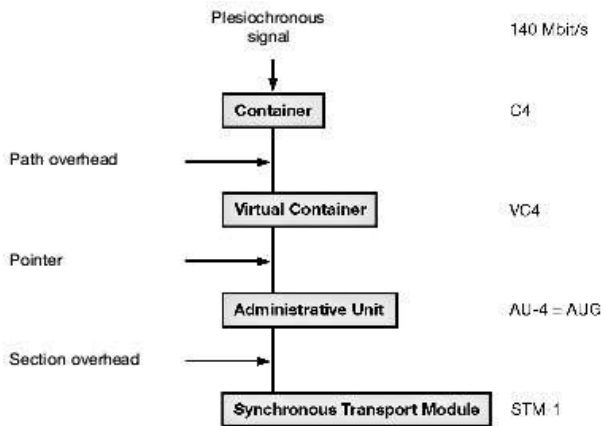 Plesiochronous
signal
140 Mbit/s
Container
C4
Path overhead
Virtual Container
VC4
Pointer
Administrative Unit
AU-4 = AUG
Section overhead
Synchronous Transport Module
STM-1